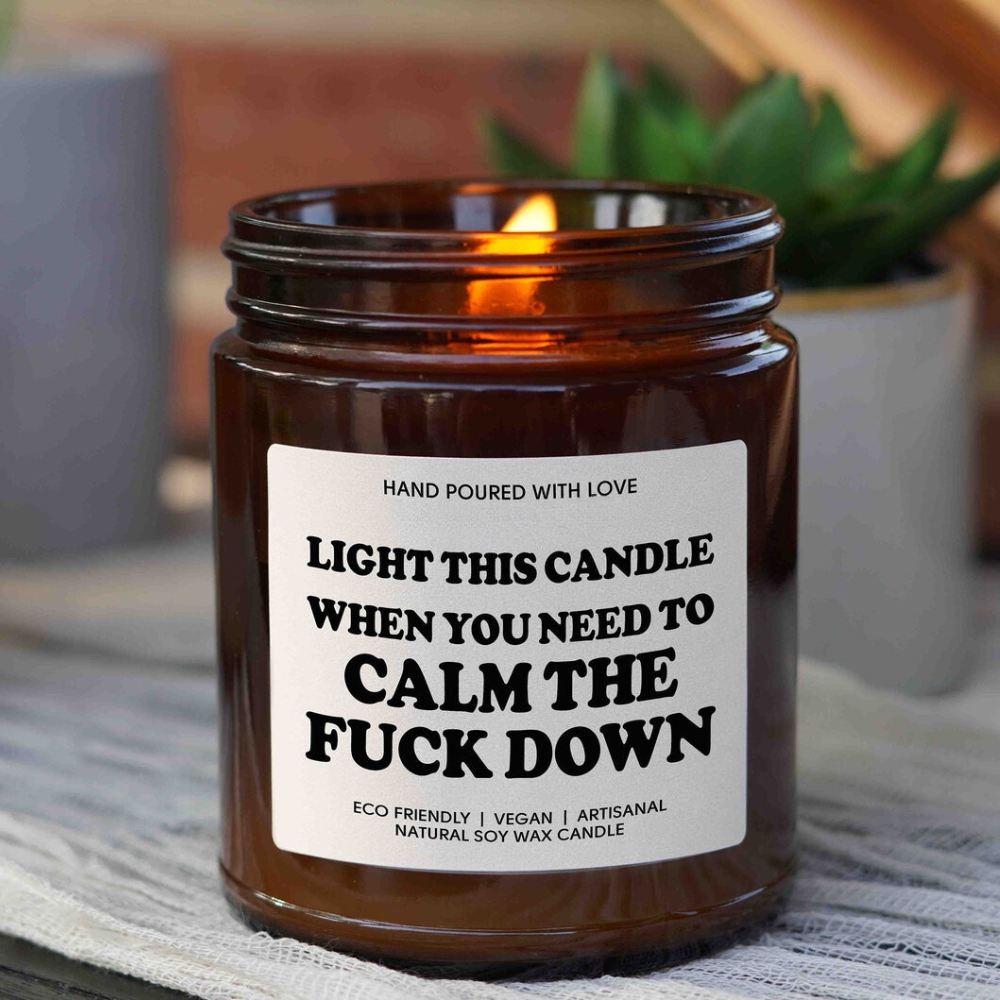 HAND POURED WITH LOVE
LIGHT THIS CANDLE
WHEN YOU NEED TO
CALM THE
FUCK DOWN
ECO FRIENDLY | VEGAN | ARTISANAL
NATURAL SOY WAX CANDLE